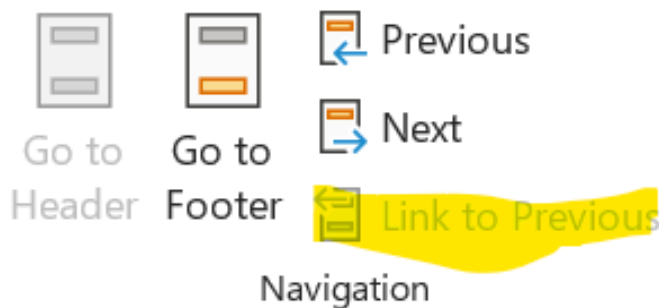 Go to
Header
Go to
Footer
Previous
Next
Link to Previous
Navigation